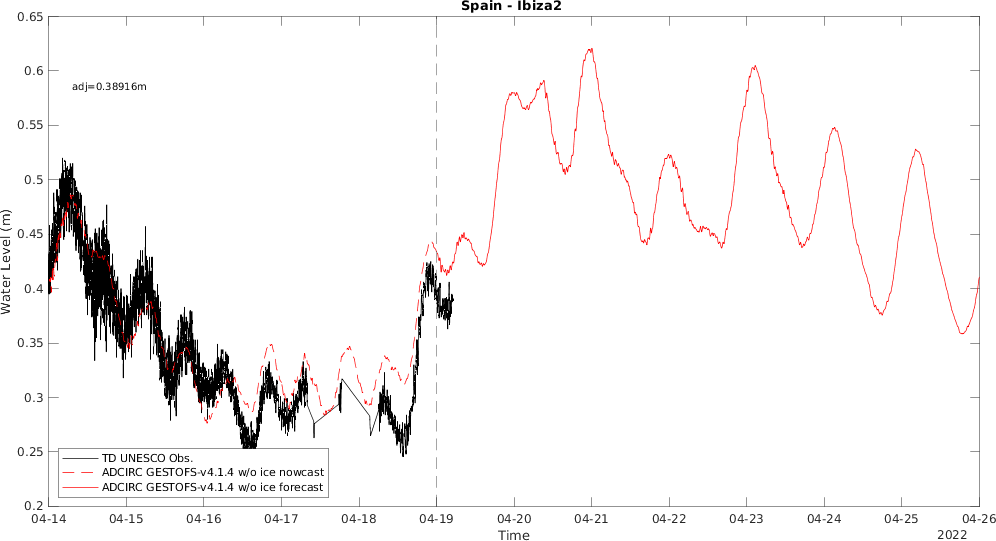 Spain - Ibiza2
0.65
0.6
0.55
0.5
0.45
0.4
0.35
0.3
0.25
0.2
Water Level (m)
adj=0.38916m
TD UNESCO Obs.
ADCIRC GESTOFS-v4.1.4 w/o ice nowcast
ADCIRC GESTOFS-v4.1.4 w/o ice forecast
04-14 04-15 04-16 04-17 04-18 04-19 04-20 04-21 04-22 04-23 04-24 04-25 04-26
Time
2022